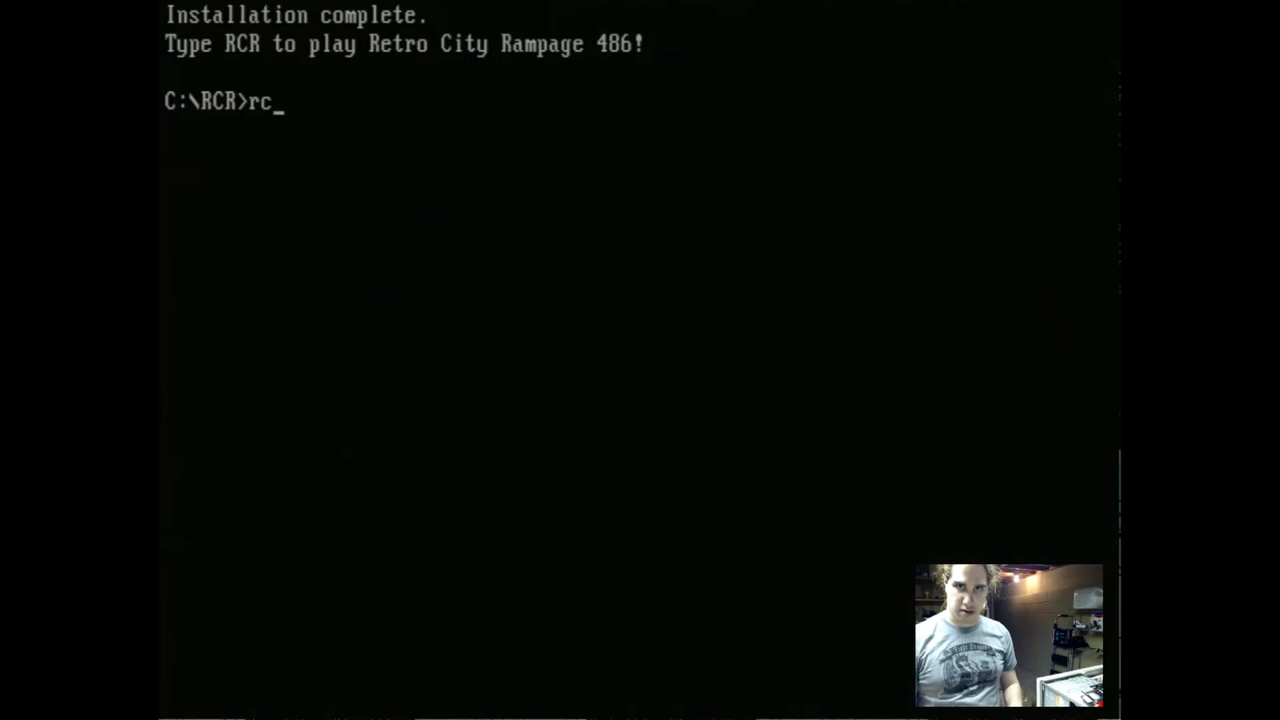 Installation complete.
Type RCR to play Retro City Rampage 486!
C:\RCR>rc_